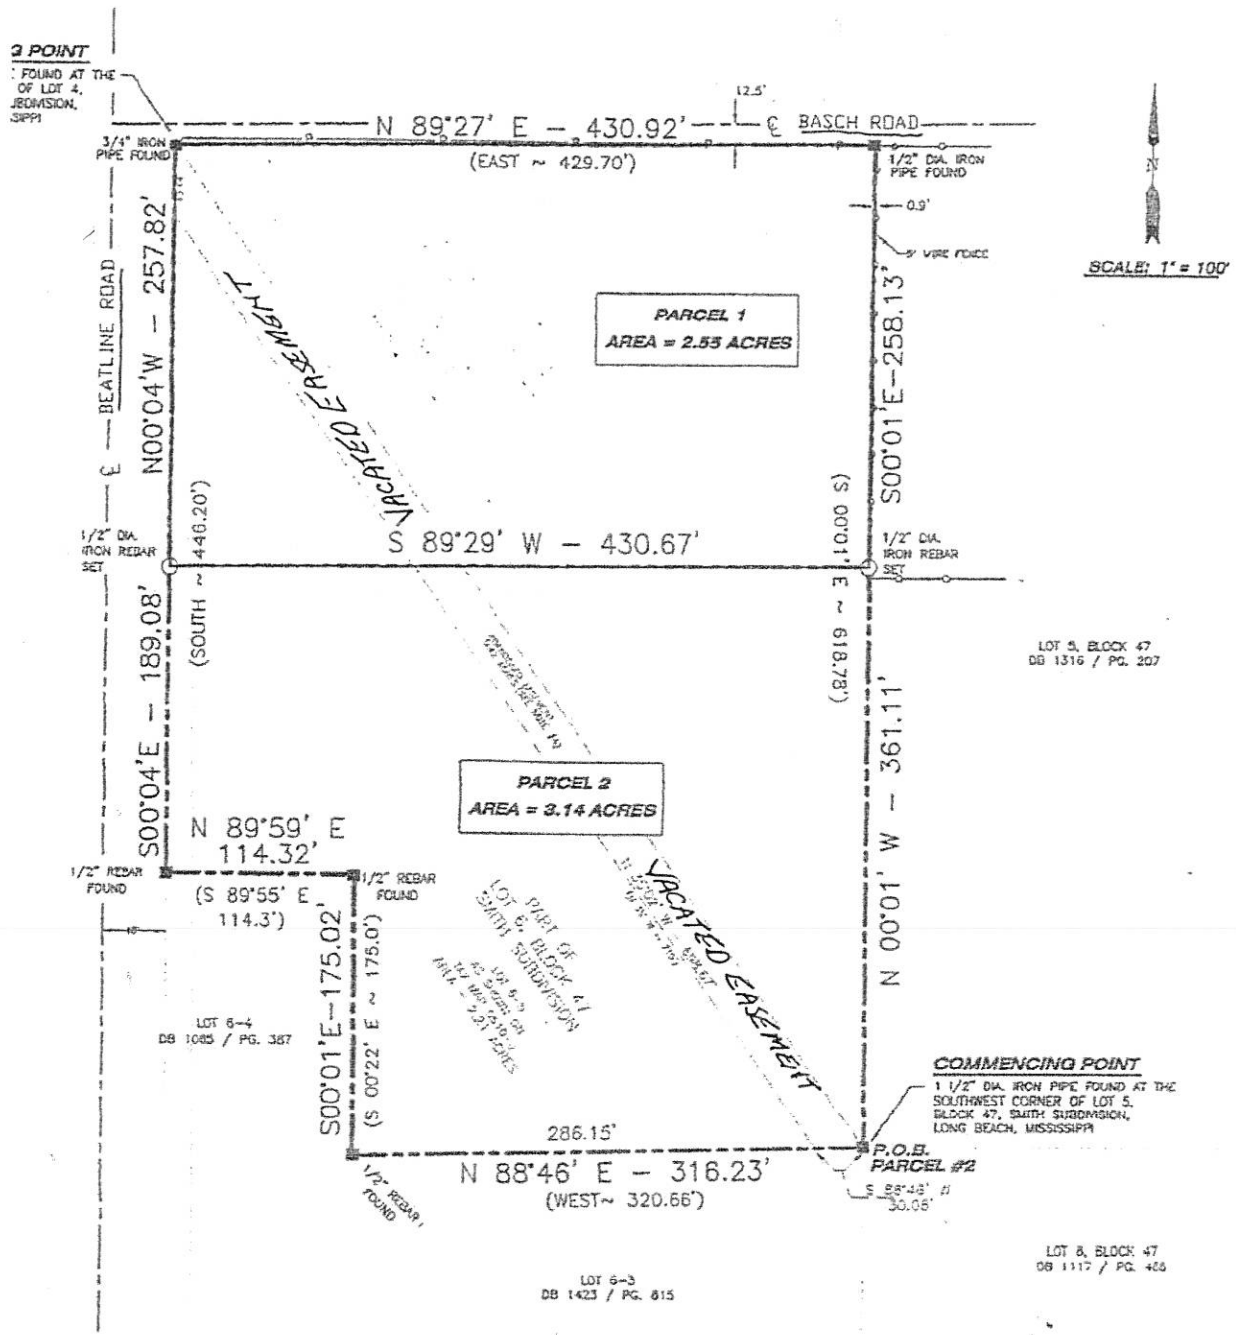 G POINT
FOUND AT THE
OF LOT 4,
3/4" IRON
PIPE FOUND
N 89°27' E – 430.92'
12.5'
℄ BASCH ROAD
(EAST ~ 429.70')
1/2" DIA. IRON
PIPE FOUND
0.9'
5' WIRE FENCE
N
SCALE: 1" = 100'
℄ BEATLINE ROAD
N00°04'W – 257.82'
VACATED EASEMENT
PARCEL 1
AREA = 2.55 ACRES
S00°01'E–258.13'
1/2" DIA.
IRON REBAR
SET
(SOUTH ~ 446.20')
S 89°29' W – 430.67'
(S 00°01' E ~ 618.78')
1/2" DIA.
IRON REBAR
SET
LOT 5, BLOCK 47
DB 1316 / PG. 207
S00°04'E – 189.08'
N 00°01' W – 361.11'
PARCEL 2
AREA = 3.14 ACRES
N 89°59' E
114.32'
1/2" REBAR
FOUND
(S 89°55' E
114.3')
1/2" REBAR
FOUND
S00°01'E–175.02'
(S 00°22' E ~ 175.0')
PART OF
LOT 6, BLOCK 47
SMITH SUBDIVISION
VACATED EASEMENT
LOT 6-4
DB 1085 / PG. 387
COMMENCING POINT
1 1/2" DIA. IRON PIPE FOUND AT THE
SOUTHWEST CORNER OF LOT 5,
BLOCK 47, SMITH SUBDIVISION,
LONG BEACH, MISSISSIPPI
286.15'
N 88°46' E – 316.23'
(WEST~ 320.66')
P.O.B.
PARCEL #2
S 88°46' W
30.08'
1/2" REBAR
FOUND
LOT 6-3
DB 1423 / PG. 815
LOT 8, BLOCK 47
DB 1117 / PG.